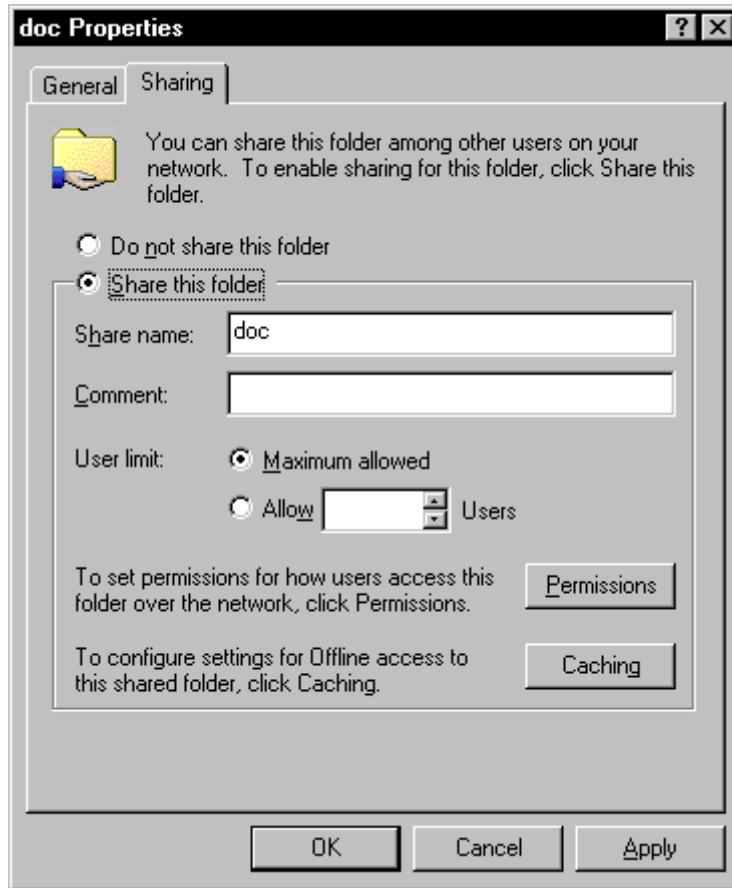 doc Properties
General Sharing
You can share this folder among other users on your
network. To enable sharing for this folder, click Share this
folder.
Do not share this folder
Share this folder
Share name: doc
Comment:
User limit: Maximum allowed
Allow Users
To set permissions for how users access this
folder over the network, click Permissions.
Permissions
To configure settings for Offline access to
this shared folder, click Caching.
Caching
OK Cancel Apply